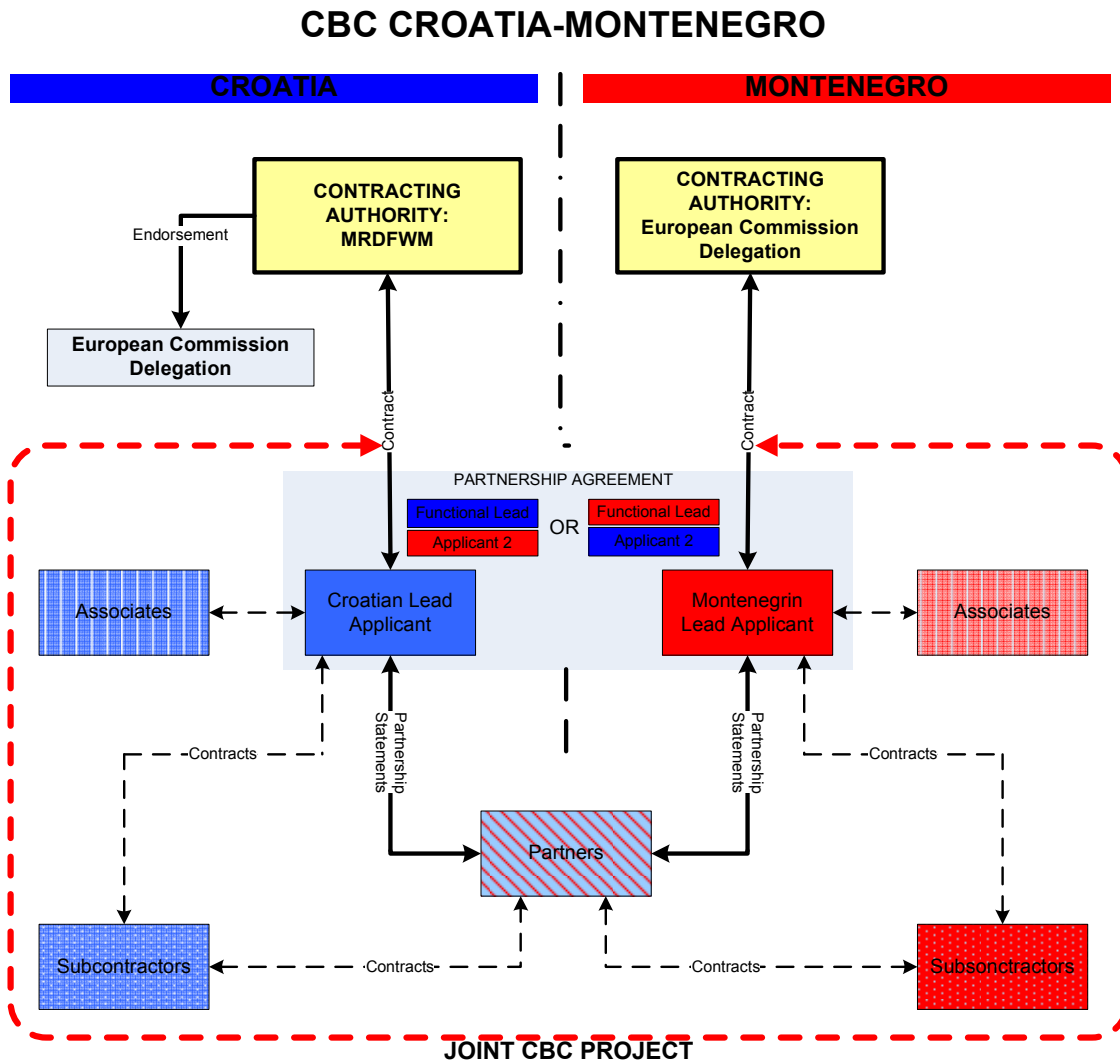 CBC CROATIA-MONTENEGRO
CROATIA
MONTENEGRO
CONTRACTING
AUTHORITY:
MRDFWM
CONTRACTING
AUTHORITY:
European Commission
Delegation
Endorsement
European Commission
Delegation
Contract
Contract
PARTNERSHIP AGREEMENT
Functional Lead
Applicant 2
OR
Functional Lead
Applicant 2
Associates
Croatian Lead
Applicant
Montenegrin
Lead Applicant
Associates
Partnership
Statements
Partnership
Statements
Contracts
Contracts
Partners
Subcontractors
Contracts
Contracts
Subsonctractors
JOINT CBC PROJECT